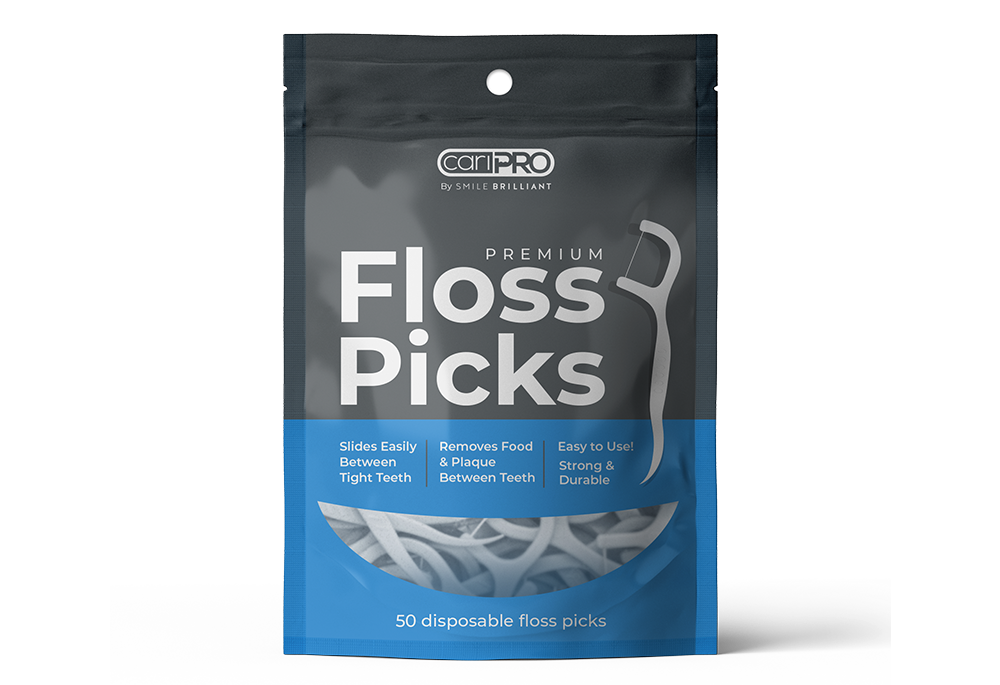 cariPRO
By SMILE BRILLIANT
PREMIUM
Floss
Picks
Slides Easily
Between
Tight Teeth
Removes Food
& Plaque
Between Teeth
Easy to Use!
Strong &
Durable
50 disposable floss picks